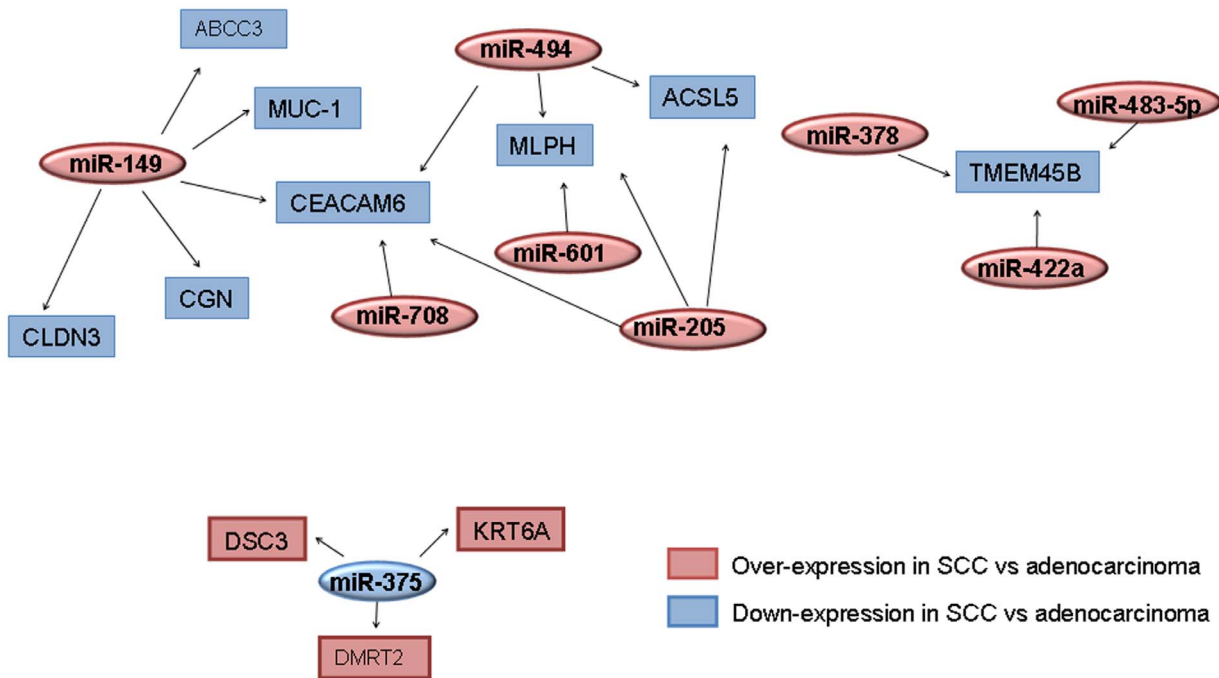 ABCC3
miR-494
MUC-1
ACSL5
miR-483-5p
miR-378
miR-149
MLPH
TMEM45B
CEACAM6
miR-601
miR-422a
CGN
miR-708
miR-205
CLDN3
DSC3
KRT6A
miR-375
DMRT2
Over-expression in SCC vs adenocarcinoma
Down-expression in SCC vs adenocarcinoma